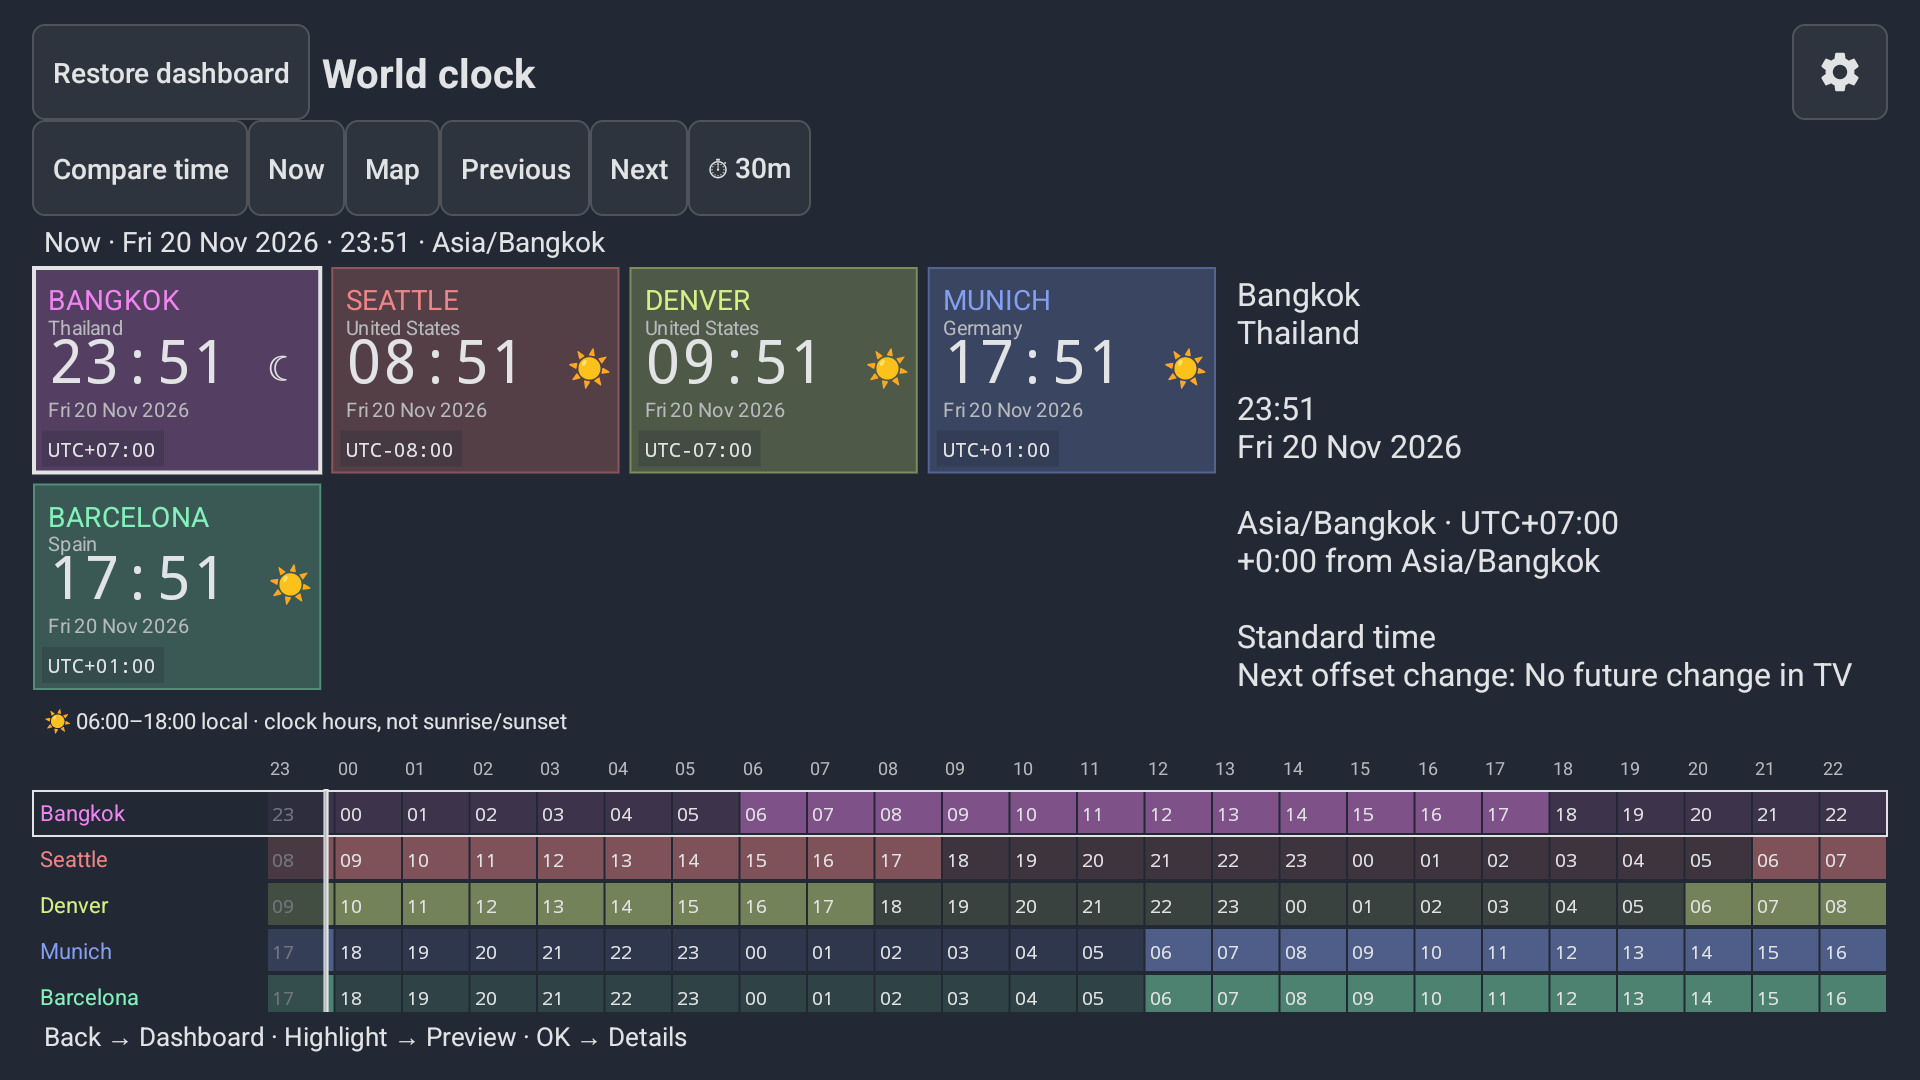 Restore dashboard World clock
Compare time Now Map Previous Next ⏱ 30m
Now · Fri 20 Nov 2026 · 23:51 · Asia/Bangkok
BANGKOK
Thailand
23:51
Fri 20 Nov 2026
UTC+07:00
SEATTLE
United States
08:51
Fri 20 Nov 2026
UTC-08:00
DENVER
United States
09:51
Fri 20 Nov 2026
UTC-07:00
MUNICH
Germany
17:51
Fri 20 Nov 2026
UTC+01:00
BARCELONA
Spain
17:51
Fri 20 Nov 2026
UTC+01:00
Bangkok
Thailand
23:51
Fri 20 Nov 2026
Asia/Bangkok · UTC+07:00
+0:00 from Asia/Bangkok
Standard time
Next offset change: No future change in TV
☀️ 06:00–18:00 local · clock hours, not sunrise/sunset
23 00 01 02 03 04 05 06 07 08 09 10 11 12 13 14 15 16 17 18 19 20 21 22
Bangkok 23 00 01 02 03 04 05 06 07 08 09 10 11 12 13 14 15 16 17 18 19 20 21 22
Seattle 08 09 10 11 12 13 14 15 16 17 18 19 20 21 22 23 00 01 02 03 04 05 06 07
Denver 09 10 11 12 13 14 15 16 17 18 19 20 21 22 23 00 01 02 03 04 05 06 07 08
Munich 17 18 19 20 21 22 23 00 01 02 03 04 05 06 07 08 09 10 11 12 13 14 15 16
Barcelona 17 18 19 20 21 22 23 00 01 02 03 04 05 06 07 08 09 10 11 12 13 14 15 16
Back → Dashboard · Highlight → Preview · OK → Details